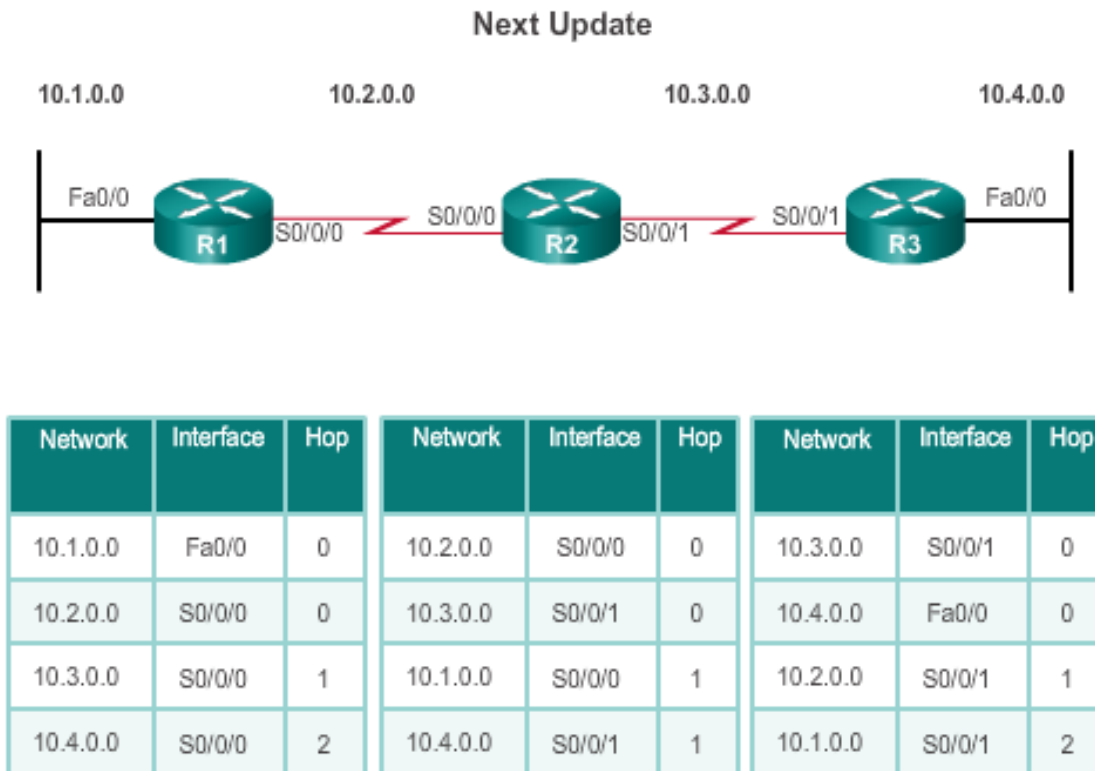 Next Update
10.1.0.0 10.2.0.0 10.3.0.0 10.4.0.0
Fa0/0 S0/0/0 S0/0/0 S0/0/1 S0/0/1 Fa0/0
R1 R2 R3
Network Interface Hop Network Interface Hop Network Interface Hop
10.1.0.0 Fa0/0 0 10.2.0.0 S0/0/0 0 10.3.0.0 S0/0/1 0
10.2.0.0 S0/0/0 0 10.3.0.0 S0/0/1 0 10.4.0.0 Fa0/0 0
10.3.0.0 S0/0/0 1 10.1.0.0 S0/0/0 1 10.2.0.0 S0/0/1 1
10.4.0.0 S0/0/0 2 10.4.0.0 S0/0/1 1 10.1.0.0 S0/0/1 2